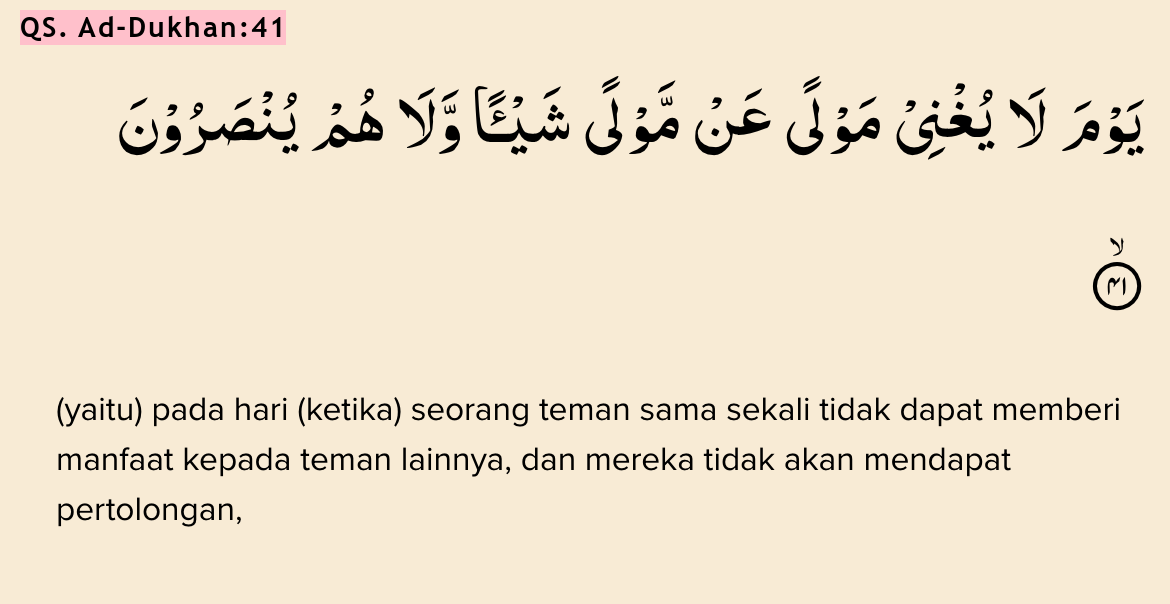 QS. Ad-Dukhan:41
يَوْمَ لَا يُغْنِيْ مَوْلًى عَنْ مَّوْلًى شَيْـًٔا وَّلَا هُمْ يُنْصَرُوْنَ
ۙ
٤١
(yaitu) pada hari (ketika) seorang teman sama sekali tidak dapat memberi
manfaat kepada teman lainnya, dan mereka tidak akan mendapat
pertolongan,